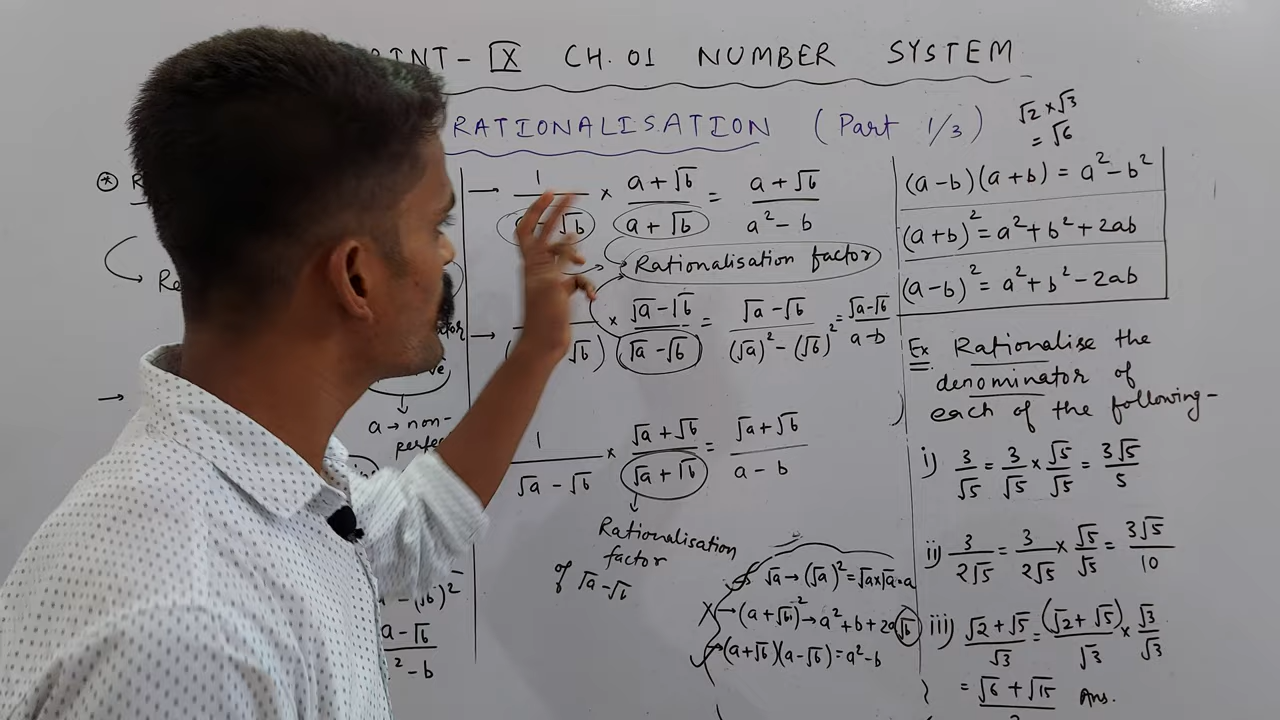 - IX CH. 01 NUMBER SYSTEM
RATIONALISATION (Part 1/3)
√2 × √3
= √6
→ 1 × a + √b / a + √b = a + √b / a² - b
Rationalisation factor
→ × √a - √b / √a - √b = √a - √b / (√a)² - (√b)² = √a - √b / a - b
1 / √a - √b × √a + √b / √a + √b = √a + √b / a - b
Rationalisation
factor
of √a - √b
a → non-
√a → (√a)² = √a×√a = a
× → (a + √b)² → a² + b + 2a√b
→ (a+√b)(a-√b) = a² - b
a - √b
² - b
(a-b)(a+b) = a² - b²
(a+b)² = a² + b² + 2ab
(a-b)² = a² + b² - 2ab
Ex Rationalise the
denominator of
each of the following-
i) 3/√5 = 3/√5 × √5/√5 = 3√5/5
ii) 3/2√5 = 3/2√5 × √5/√5 = 3√5/10
iii) √2 + √5 / √3 = (√2 + √5) / √3 × √3/√3
= √6 + √15 Ans.